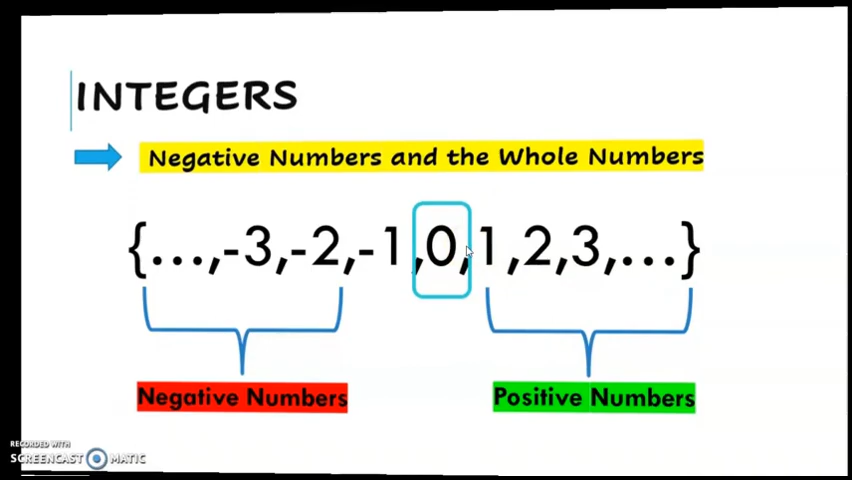 INTEGERS
Negative Numbers and the Whole Numbers
{...,-3,-2,-1,0,1,2,3,...}
Negative Numbers
Positive Numbers
RECORDED WITH
SCREENCAST MATIC